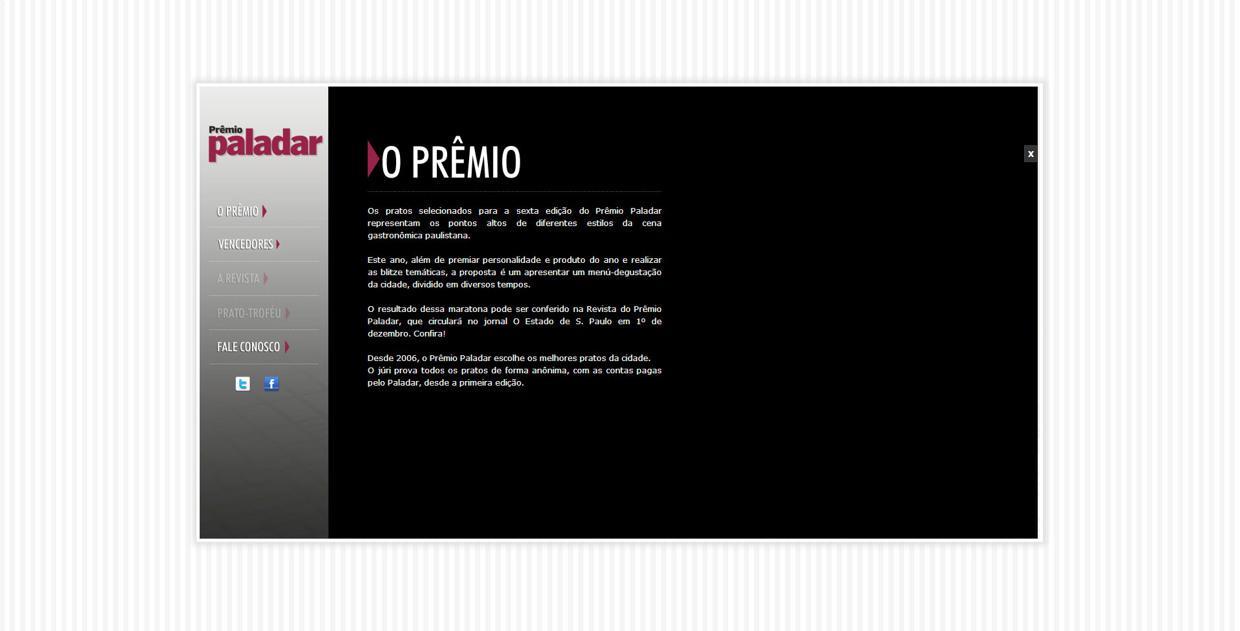 Prêmio
paladar
O PRÊMIO
VENCEDORES
A REVISTA
PRATO-TROFÉU
FALE CONOSCO
t
f
O PRÊMIO
x
Os pratos selecionados para a sexta edição do Prêmio Paladar
representam os pontos altos de diferentes estilos da cena
gastronômica paulistana.
Este ano, além de premiar personalidade e produto do ano e realizar
as blitze temáticas, a proposta é um apresentar um menú-degustação
da cidade, dividido em diversos tempos.
O resultado dessa maratona pode ser conferido na Revista do Prêmio
Paladar, que circulará no jornal O Estado de S. Paulo em 1º de
dezembro. Confira!
Desde 2006, o Prêmio Paladar escolhe os melhores pratos da cidade.
O júri prova todos os pratos de forma anônima, com as contas pagas
pelo Paladar, desde a primeira edição.